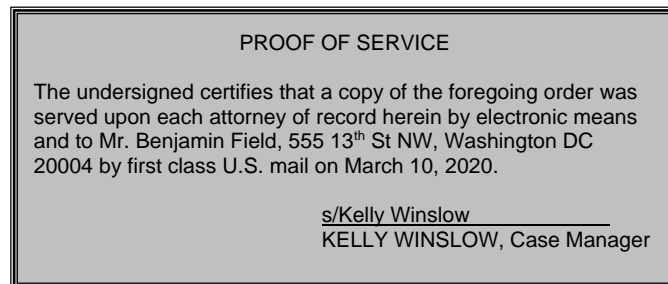 PROOF OF SERVICE
The undersigned certifies that a copy of the foregoing order was
served upon each attorney of record herein by electronic means
and to Mr. Benjamin Field, 555 13th St NW, Washington DC
20004 by first class U.S. mail on March 10, 2020.
s/Kelly Winslow
KELLY WINSLOW, Case Manager